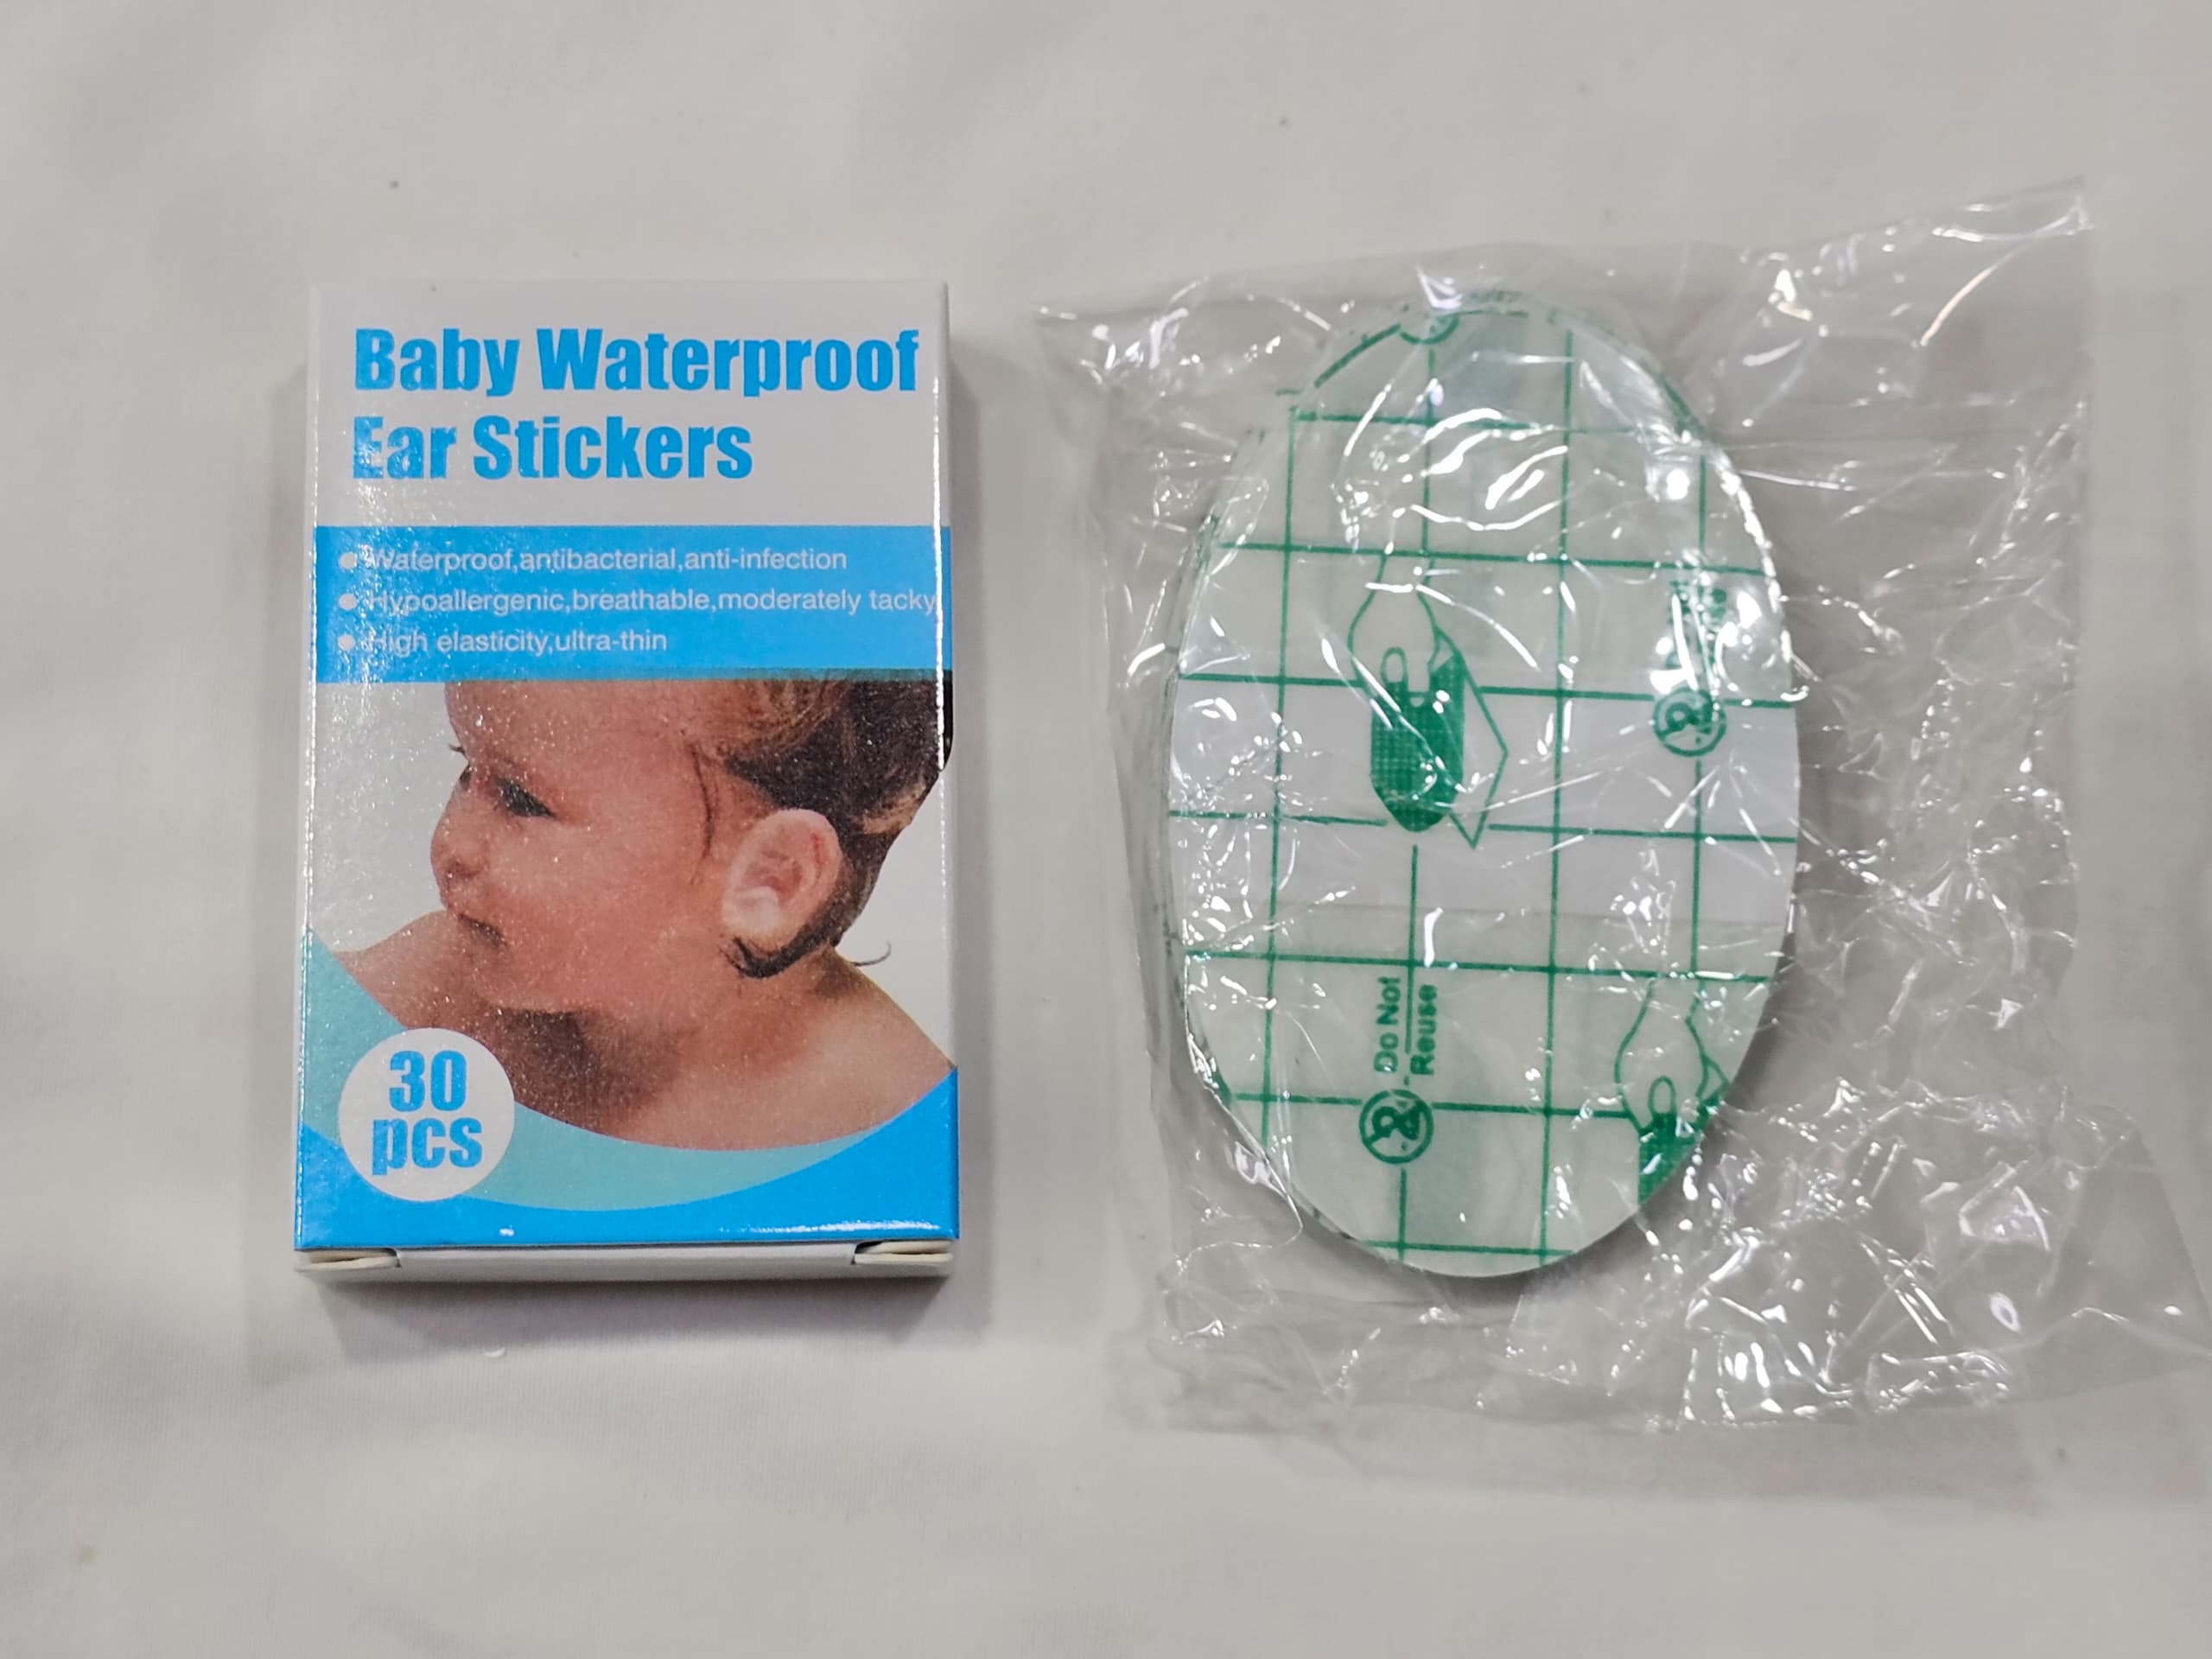 Baby Waterproof
Ear Stickers
Waterproof,antibacterial,anti-infection
Hypoallergenic,breathable,moderately tacky
High elasticity,ultra-thin
30
pcs
Do Not
Reuse